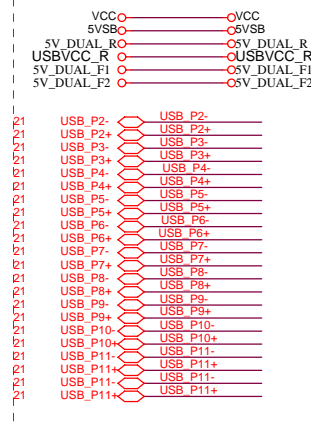 VCC VCC
5VSB 5VSB
5V_DUAL_R 5V_DUAL_R
USBVCC_R USBVCC_R
5V_DUAL_F1 5V_DUAL_F1
5V_DUAL_F2 5V_DUAL_F2
21 USB_P2- USB_P2-
21 USB_P2+ USB_P2+
21 USB_P3- USB_P3-
21 USB_P3+ USB_P3+
21 USB_P4- USB_P4-
21 USB_P4+ USB_P4+
21 USB_P5- USB_P5-
21 USB_P5+ USB_P5+
21 USB_P6- USB_P6-
21 USB_P6+ USB_P6+
21 USB_P7- USB_P7-
21 USB_P7+ USB_P7+
21 USB_P8- USB_P8-
21 USB_P8+ USB_P8+
21 USB_P9- USB_P9-
21 USB_P9+ USB_P9+
21 USB_P10- USB_P10-
21 USB_P10+ USB_P10+
21 USB_P11- USB_P11-
21 USB_P11+ USB_P11+
21 USB_P11- USB_P11-
21 USB_P11+ USB_P11+